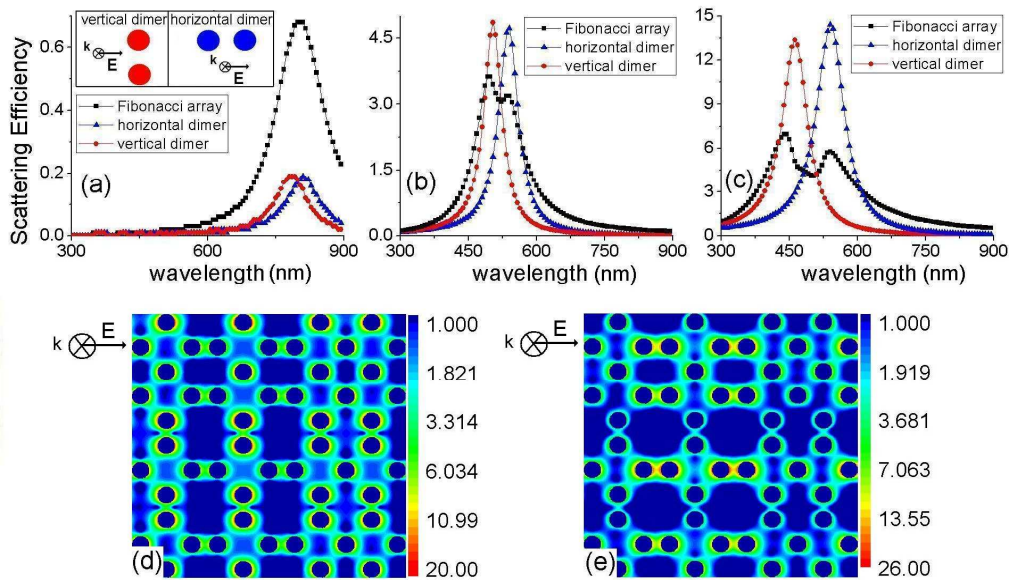 vertical dimer horizontal dimer
k
E
k
E
Fibonacci array
horizontal dimer
vertical dimer
(a)
Scattering Efficiency
0.6
0.4
0.2
0.0
300 600 900
wavelength (nm)
Fibonacci array
horizontal dimer
vertical dimer
(b)
4.5
3.0
1.5
0.0
300 450 600 750 900
wavelength (nm)
Fibonacci array
horizontal dimer
vertical dimer
(c)
15
12
9
6
3
0
300 450 600 750 900
wavelength (nm)
k E
(d)
1.000
1.821
3.314
6.034
10.99
20.00
k E
(e)
1.000
1.919
3.681
7.063
13.55
26.00